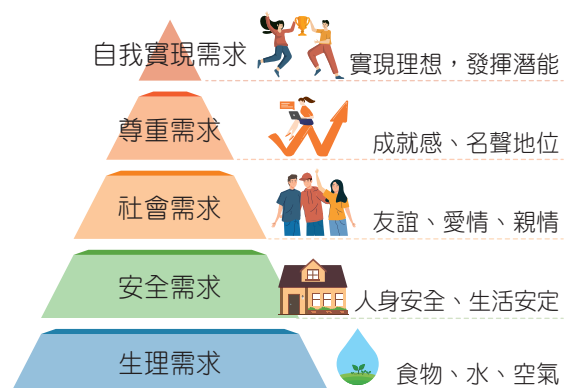 自我實現需求
實現理想，發揮潛能
尊重需求
成就感、名聲地位
社會需求
友誼、愛情、親情
安全需求
人身安全、生活安定
生理需求
食物、水、空氣